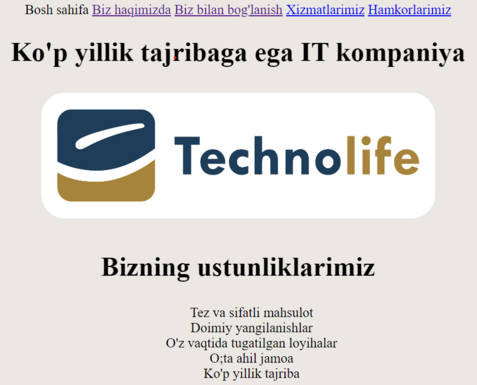 Bosh sahifa Biz haqimizda Biz bilan bog'lanish Xizmatlarimiz Hamkorlarimiz
Ko'p yillik tajribaga ega IT kompaniya
Technolife
Bizning ustunliklarimiz
Tez va sifatli mahsulot
Doimiy yangilanishlar
O'z vaqtida tugatilgan loyihalar
O;ta ahil jamoa
Ko'p yillik tajriba